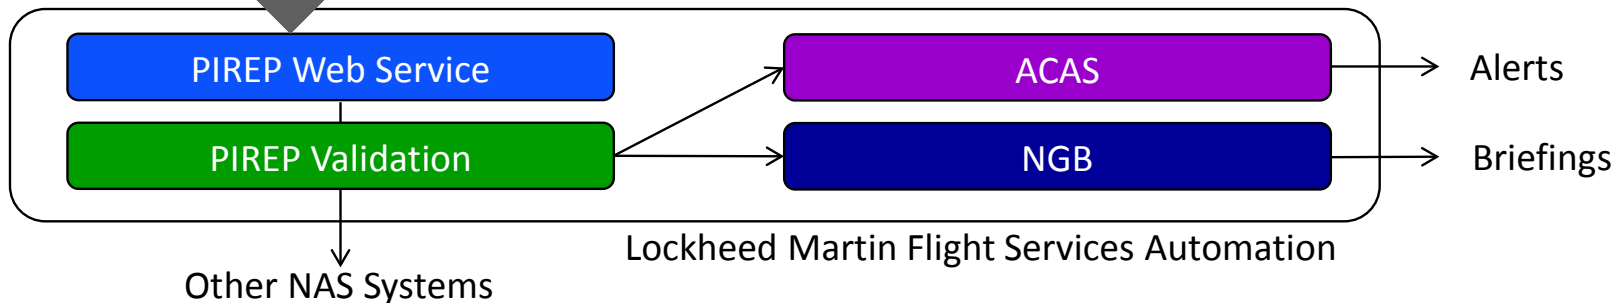 PIREP Web Service
ACAS
Alerts
PIREP Validation
NGB
Briefings
Lockheed Martin Flight Services Automation
Other NAS Systems